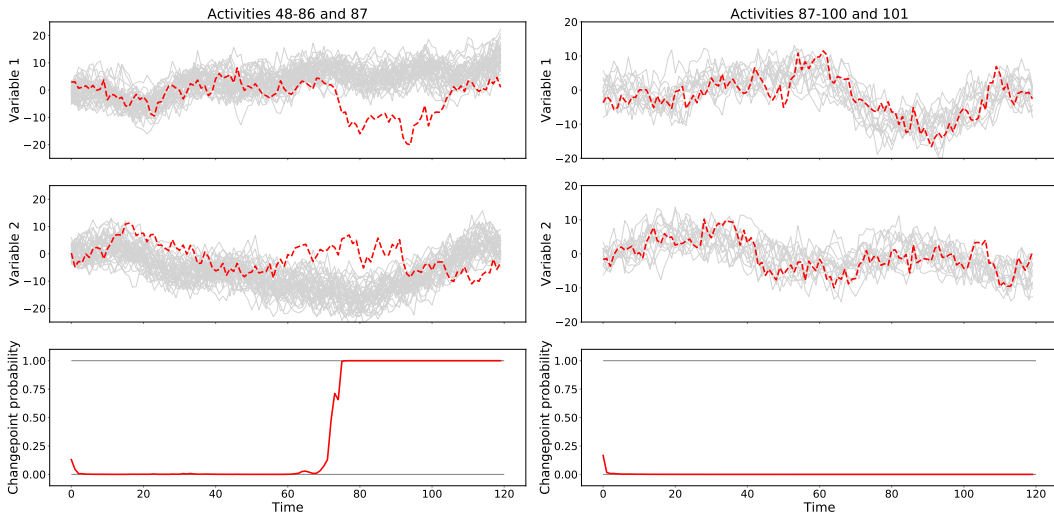 Activities 48-86 and 87
Variable 1
20
10
0
−10
−20
Variable 2
20
10
0
−10
−20
Changepoint probability
1.00
0.75
0.50
0.25
0.00
0 20 40 60 80 100 120
Time
Activities 87-100 and 101
Variable 1
20
10
0
−10
−20
Variable 2
20
10
0
−10
−20
Changepoint probability
1.00
0.75
0.50
0.25
0.00
0 20 40 60 80 100 120
Time